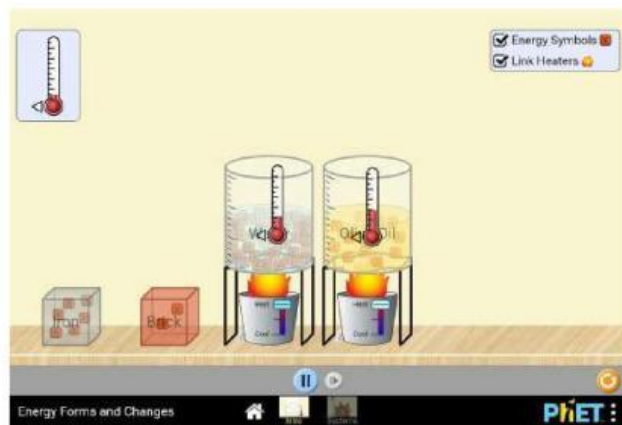 Energy Symbols
Link Heaters
Water
Olive Oil
Iron
Brick
Heat
Cool
Heat
Cool
Energy Forms and Changes
PhET